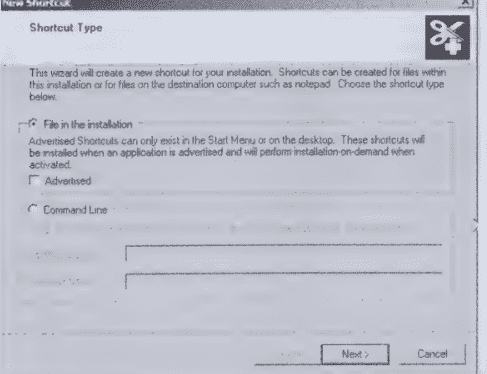 New Shortcut
Shortcut Type
This wizard will create a new shortcut for your installation. Shortcuts can be created for files within
this installation or for files on the destination computer such as notepad. Choose the shortcut type
below.
File in the installation
Advertised Shortcuts can only exist in the Start Menu or on the desktop. These shortcuts will
be installed when an application is advertised and will perform installation-on-demand when
activated.
Advertised
Command Line
Next >
Cancel